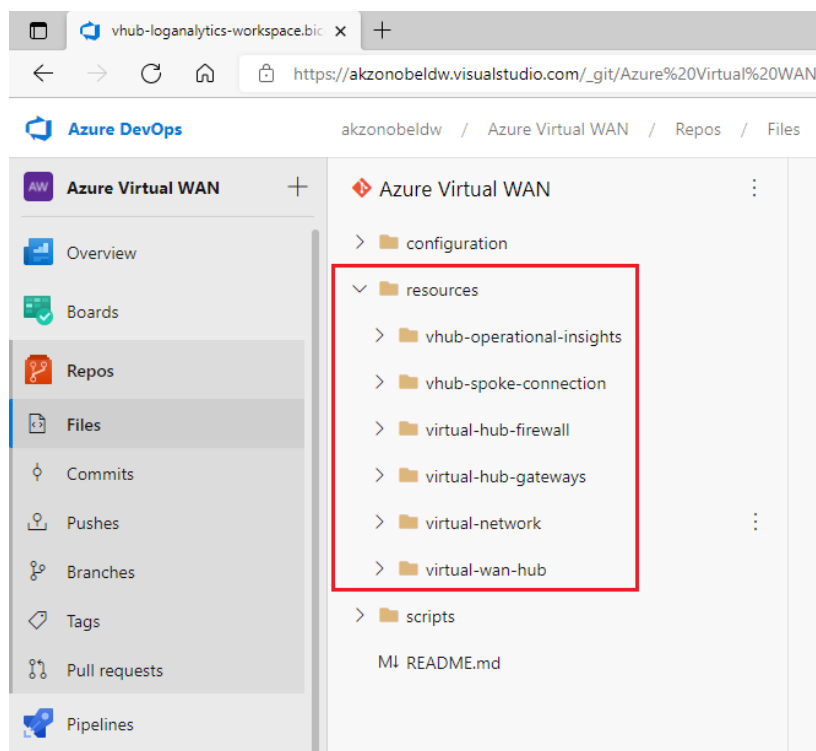 vhub-loganalytics-workspace.bic
https://akzonobeldw.visualstudio.com/_git/Azure%20Virtual%20WAN
Azure DevOps
akzonobeldw / Azure Virtual WAN / Repos / Files
AW Azure Virtual WAN
Azure Virtual WAN
Overview
Boards
Repos
Files
Commits
Pushes
Branches
Tags
Pull requests
Pipelines
configuration
resources
vhub-operational-insights
vhub-spoke-connection
virtual-hub-firewall
virtual-hub-gateways
virtual-network
virtual-wan-hub
scripts
M↓ README.md